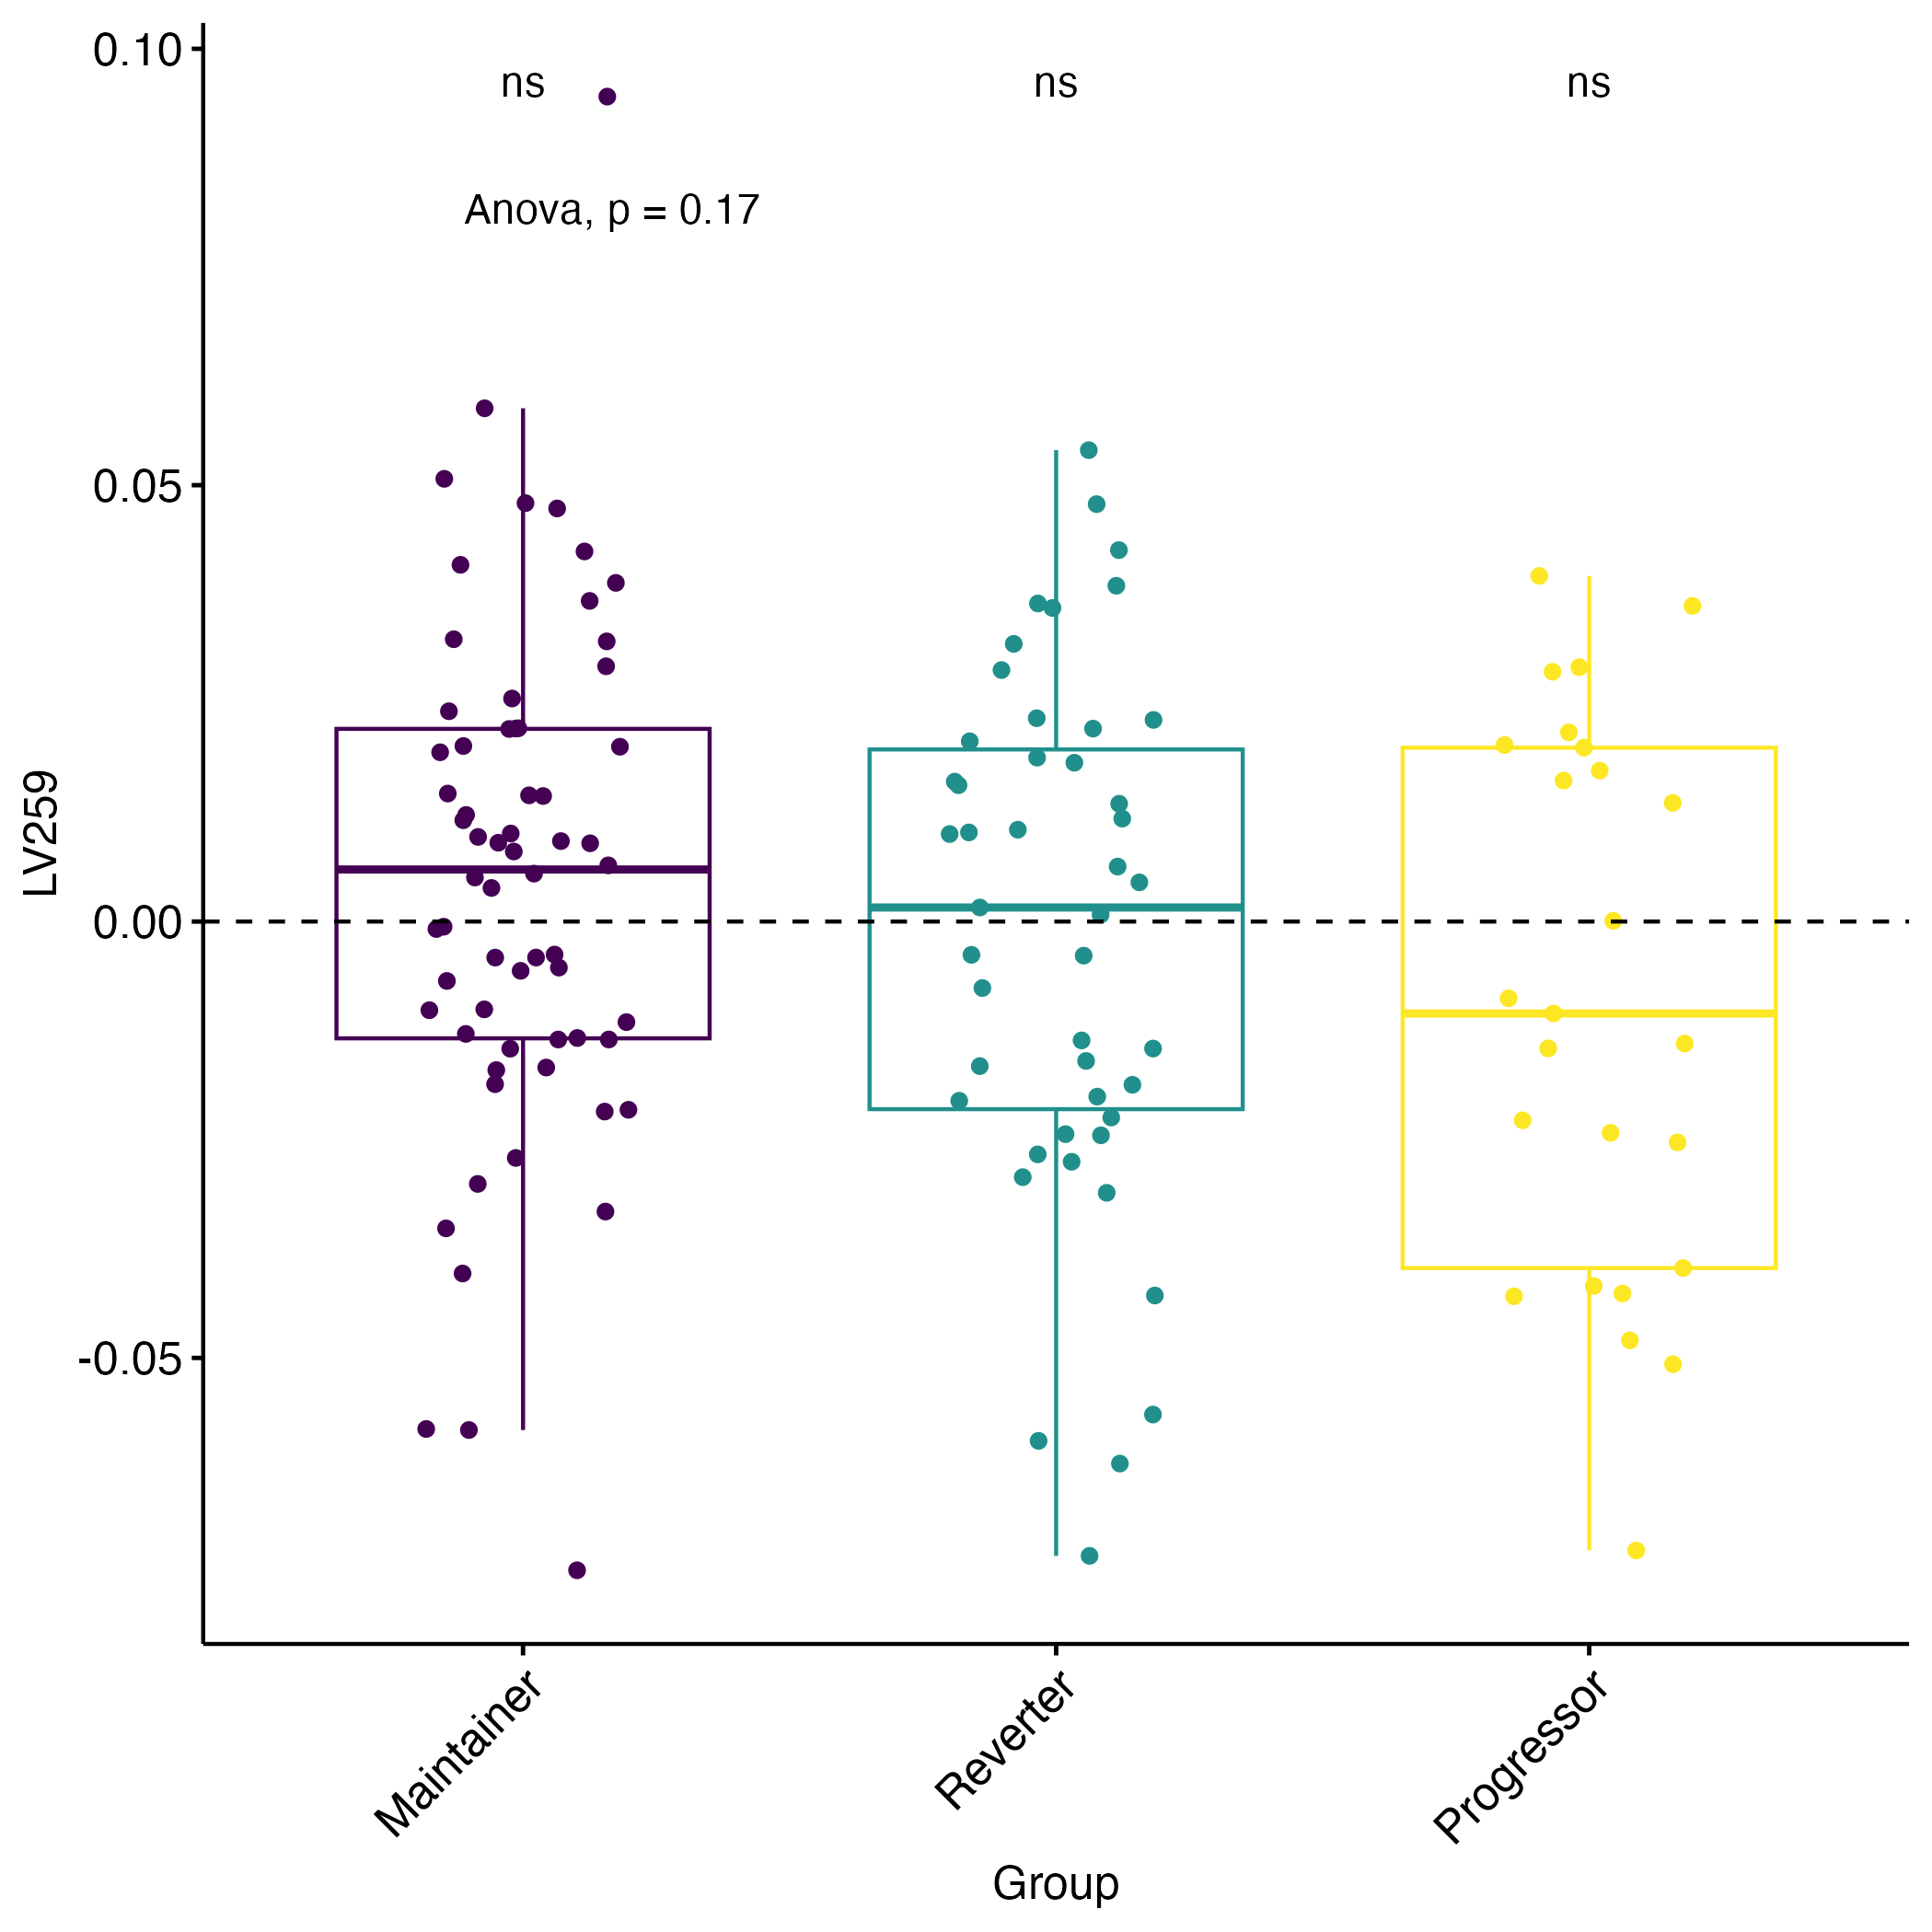 0.10
ns ns ns
Anova, p = 0.17
0.05
LV259
0.00
-0.05
Maintainer
Reverter
Progressor
Group